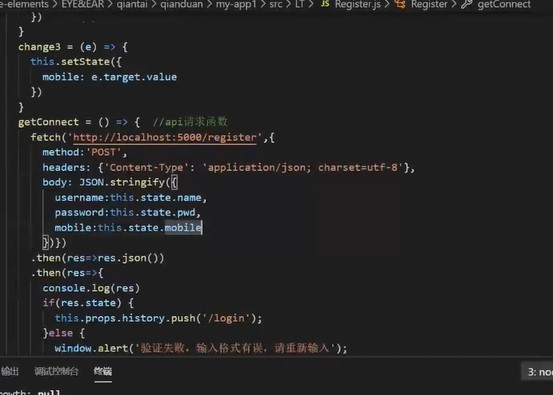 e-elements > EYE&EAR > qiantai > qianduan > my-app1 > src > LT > JS Register.js > Register > getConnect
})
}
change3 = (e) => {
this.setState({
mobile: e.target.value
})
}
getConnect = () => { //api请求函数
fetch('http://localhost:5000/register',{
method:'POST',
headers: {'Content-Type': 'application/json; charset=utf-8'},
body: JSON.stringify({
username:this.state.name,
password:this.state.pwd,
mobile:this.state.mobile
})})
.then(res=>res.json())
.then(res=>{
console.log(res)
if(res.state) {
this.props.history.push('/login');
}else {
window.alert('验证失败，输入格式有误，请重新输入');
输出 调试控制台 终端 3: no
null